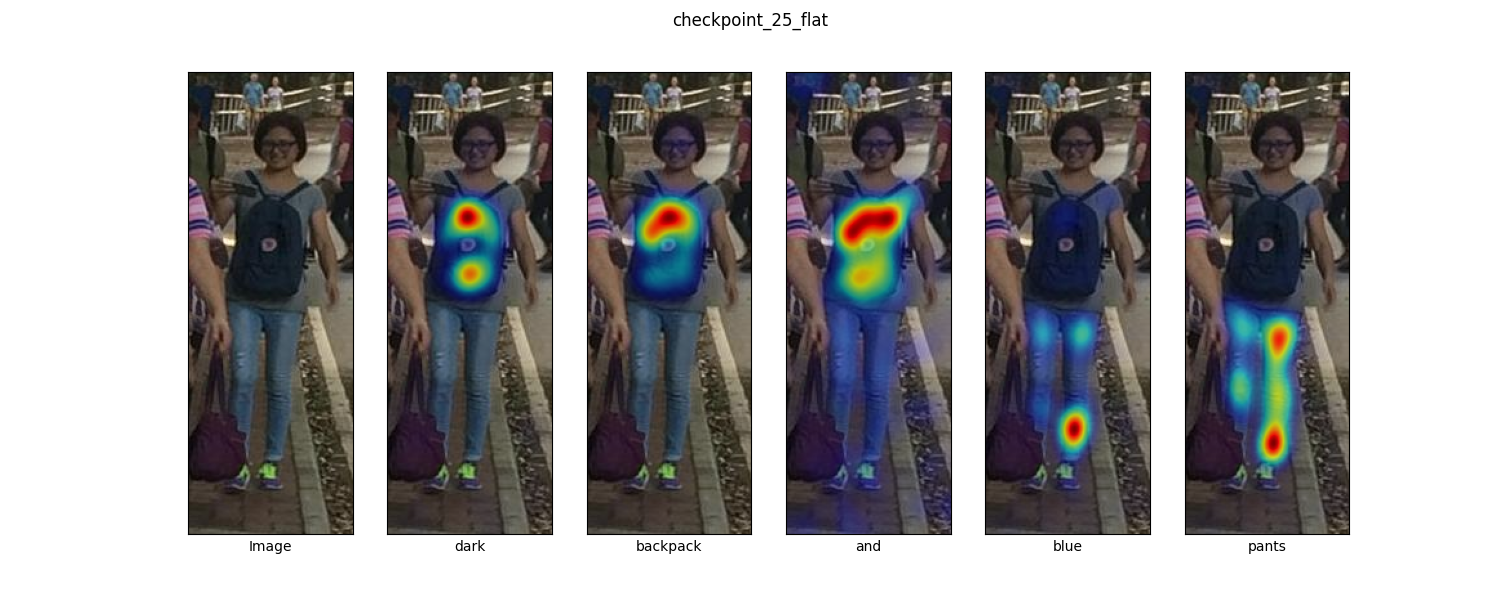 checkpoint_25_flat
Image
dark
backpack
and
blue
pants